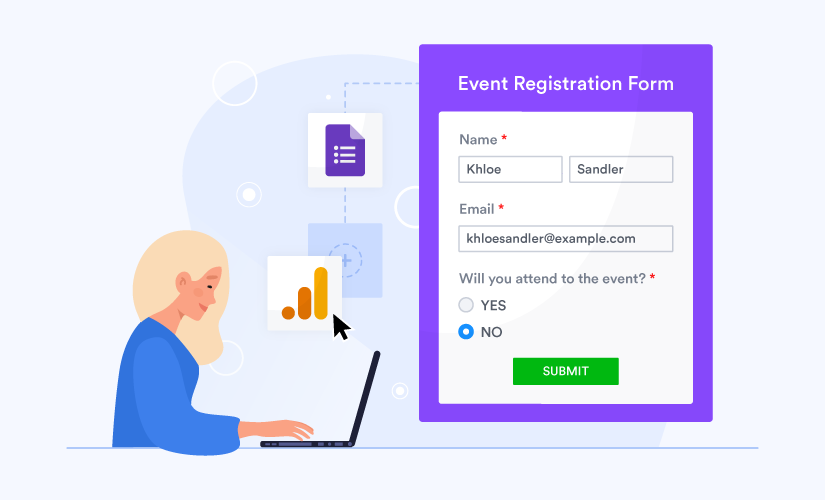 Event Registration Form
Name *
Khloe Sandler
Email *
khloesandler@example.com
Will you attend to the event? *
YES
NO
SUBMIT